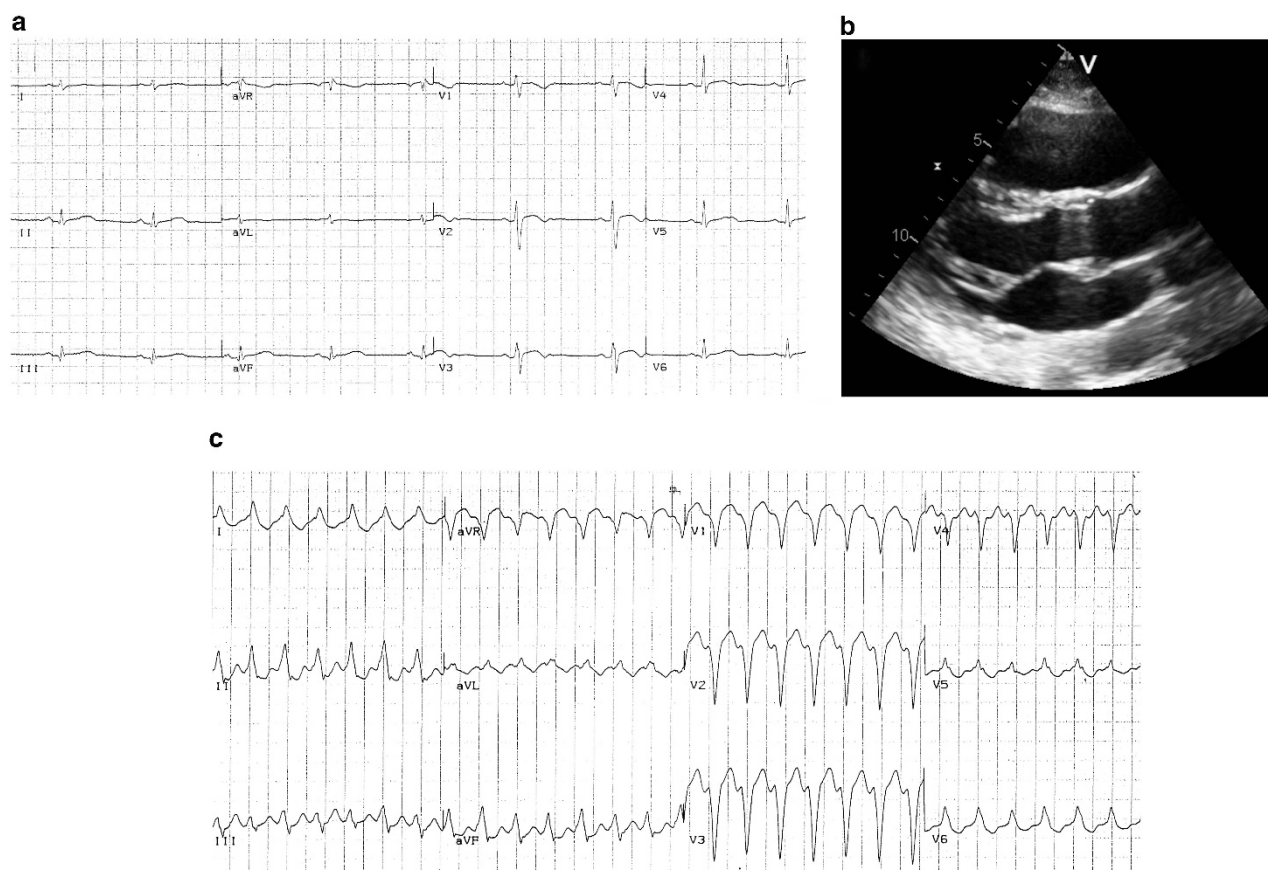 a
I aVR V1 V4
II aVL V2 V5
III aVF V3 V6
b
V
5
10
c
I aVR V1 V4
II aVL V2 V5
III aVF V3 V6